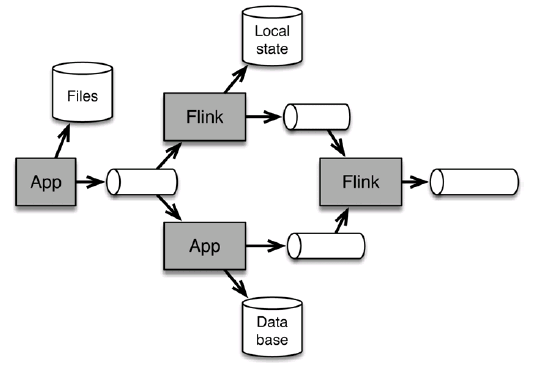 Local
state
Files
Flink
App
Flink
App
Data
base